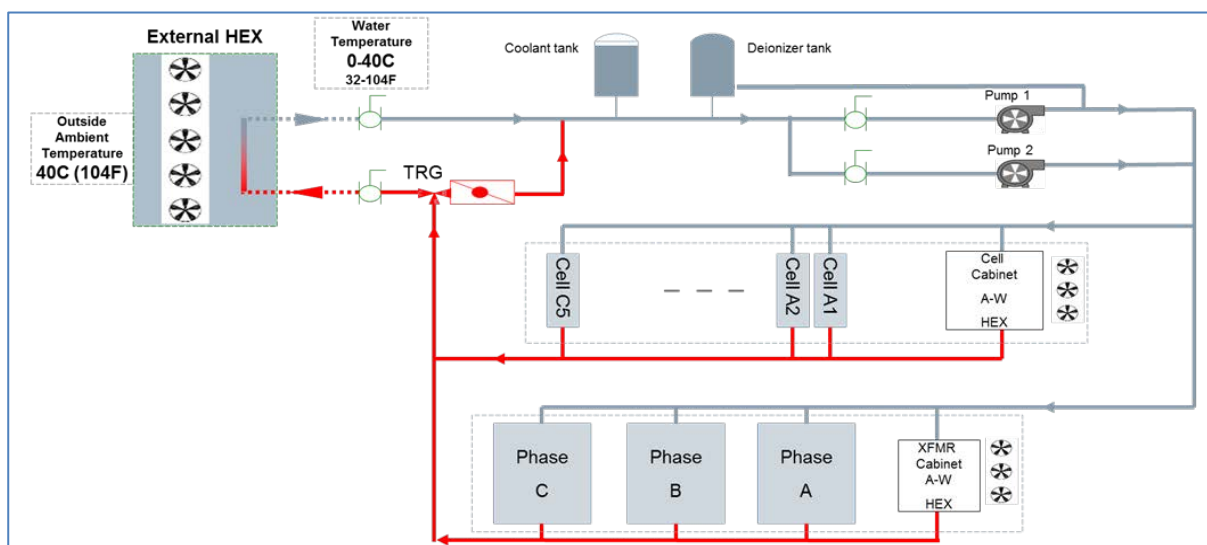 External HEX
Water
Temperature
0-40C
32-104F
Coolant tank
Deionizer tank
Outside
Ambient
Temperature
40C (104F)
Pump 1
Pump 2
TRG
Cell C5
Cell A2
Cell A1
Cell
Cabinet
A-W
HEX
Phase
C
Phase
B
Phase
A
XFMR
Cabinet
A-W
HEX